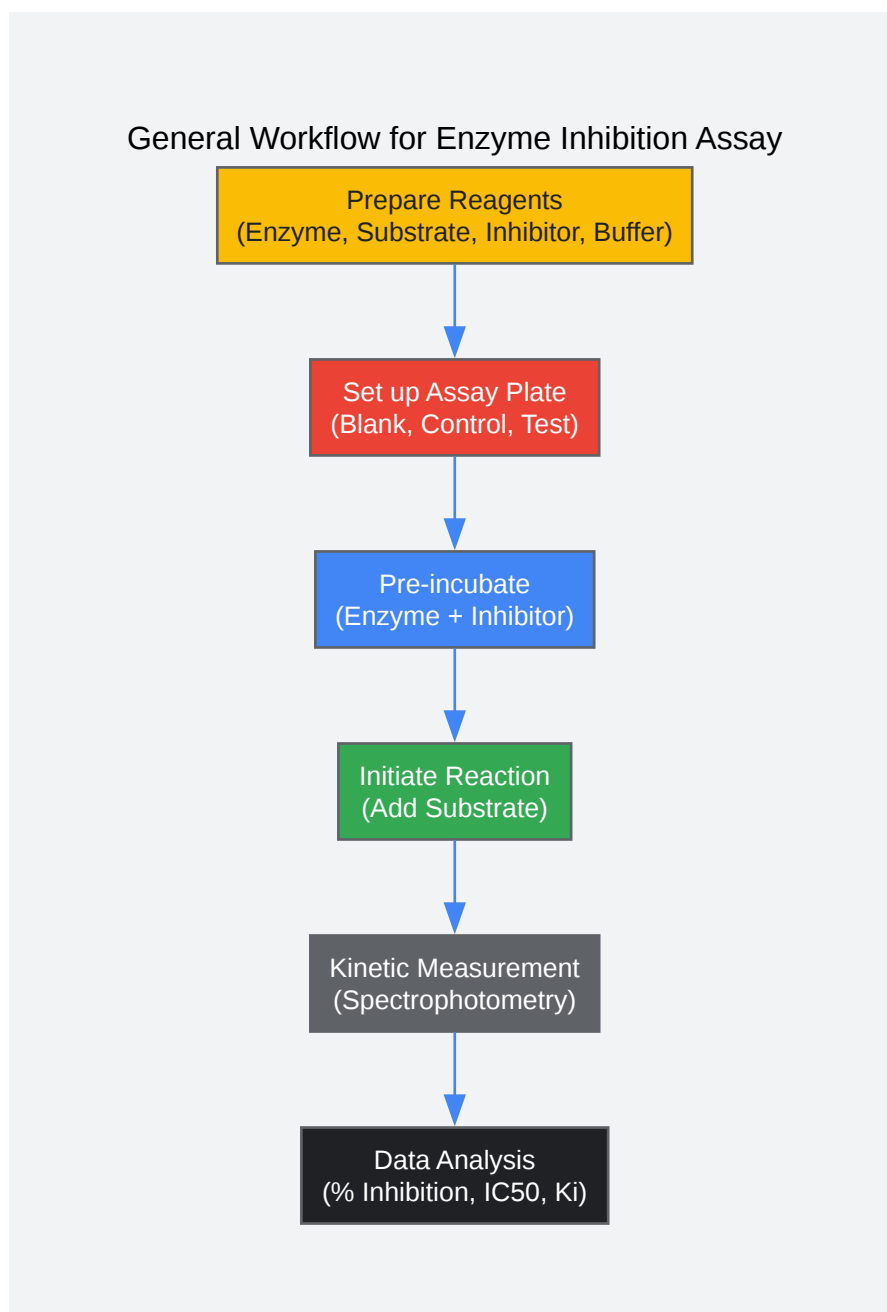 General Workflow for Enzyme Inhibition Assay
Prepare Reagents
(Enzyme, Substrate, Inhibitor, Buffer)
Set up Assay Plate
(Blank, Control, Test)
Pre-incubate
(Enzyme + Inhibitor)
Initiate Reaction
(Add Substrate)
Kinetic Measurement
(Spectrophotometry)
Data Analysis
(% Inhibition, IC50, Ki)